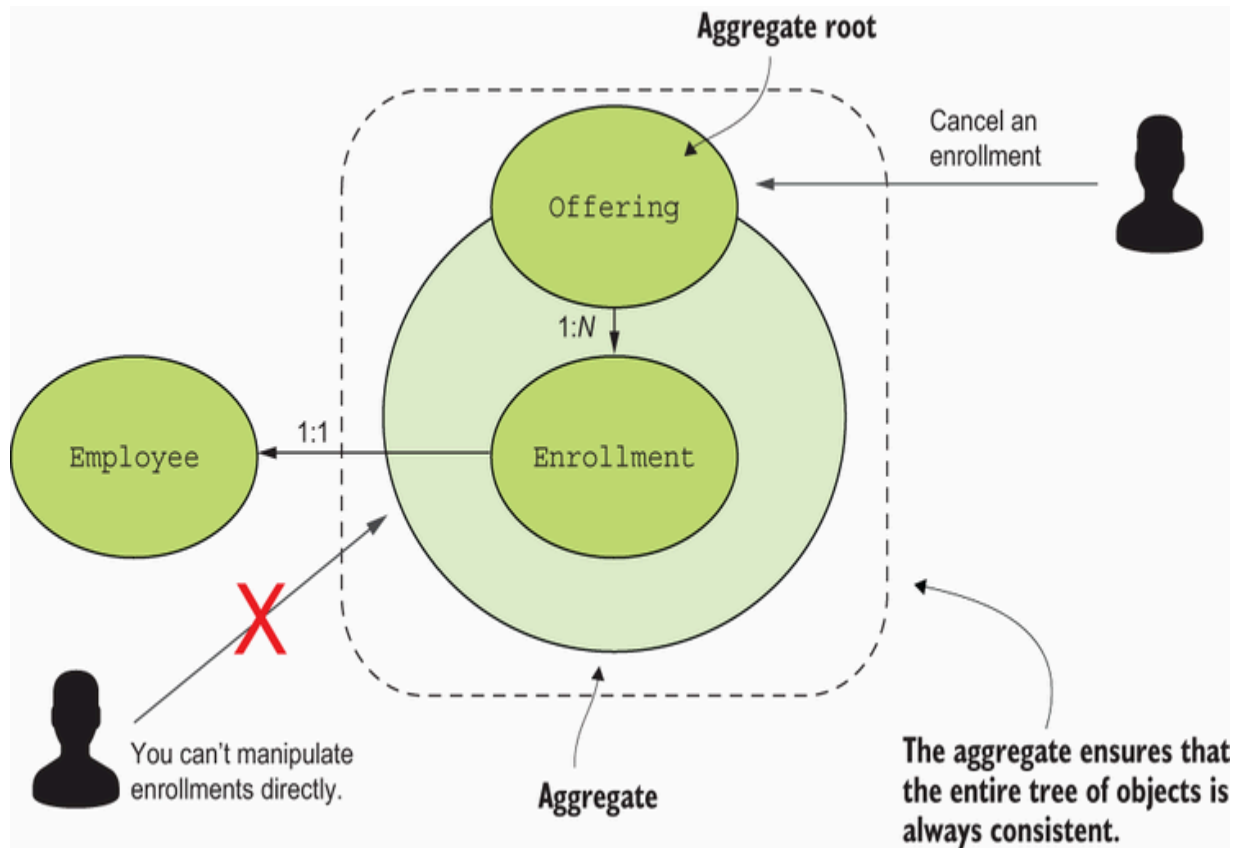 Aggregate root
Cancel an
enrollment
Offering
1:N
Employee
1:1
Enrollment
You can't manipulate
enrollments directly.
Aggregate
The aggregate ensures that
the entire tree of objects is
always consistent.